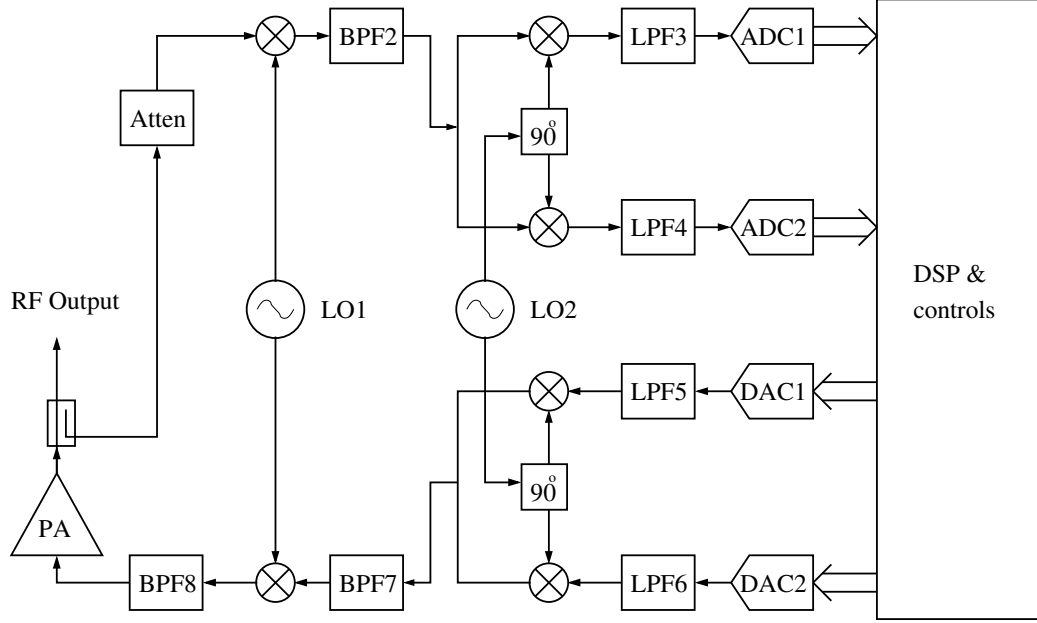 BPF2
LPF3
ADC1
Atten
90°
LPF4
ADC2
DSP &
controls
RF Output
LO1
LO2
LPF5
DAC1
90°
PA
BPF8
BPF7
LPF6
DAC2